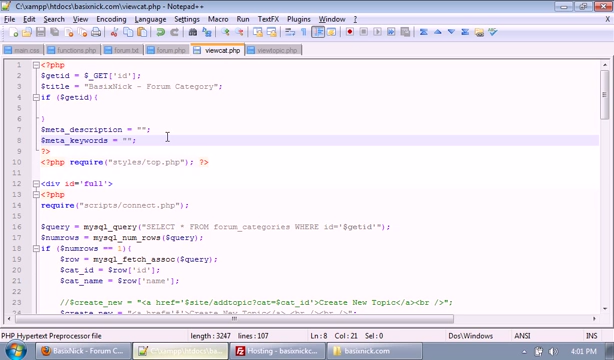 C:\xampp\htdocs\basixnick.com\viewcat.php - Notepad++
File Edit Search View Encoding Language Settings Macro Run TextFX Plugins Window ?
main.css functions.php forum.txt forum.php viewcat.php viewtopic.php
1 <?php
2 $getid = $_GET['id'];
3 $title = "BasixNick - Forum Category";
4 if ($getid){
5
6 }
7 $meta_description = "";
8 $meta_keywords = "";
9 ?>
10 <?php require("styles/top.php"); ?>
11
12 <div id='full'>
13 <?php
14 require("scripts/connect.php");
15
16 $query = mysql_query("SELECT * FROM forum_categories WHERE id='$getid'");
17 $numrows = mysql_num_rows($query);
18 if ($numrows == 1){
19 $row = mysql_fetch_assoc($query);
20 $cat_id = $row['id'];
21 $cat_name = $row['name'];
22
23 //$create_new = "<a href='$site/addtopic?cat=$cat_id'>Create New Topic</a><br />";
PHP Hypertext Preprocessor file length : 3247 lines : 107 Ln : 8 Col : 21 Sel : 0 Dos\Windows ANSI INS
BasixNick - Forum C... C:\xampp\htdocs\ba... Hosting - basixnickc... basixnick.com 4:01 PM